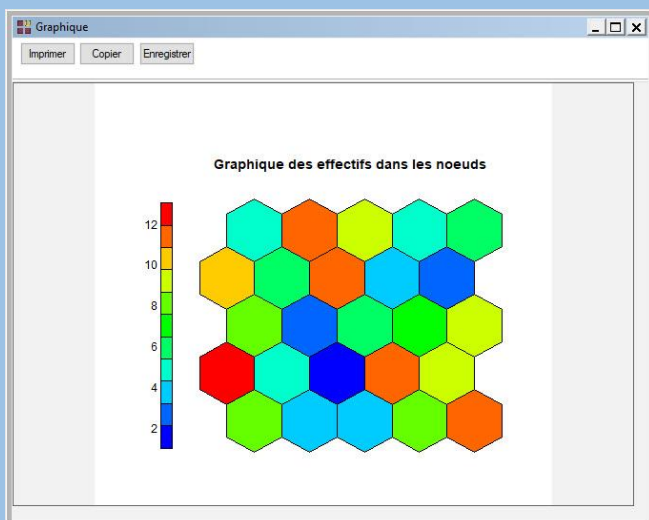 Graphique
Imprimer Copier Enregistrer
Graphique des effectifs dans les noeuds
12
10
8
6
4
2